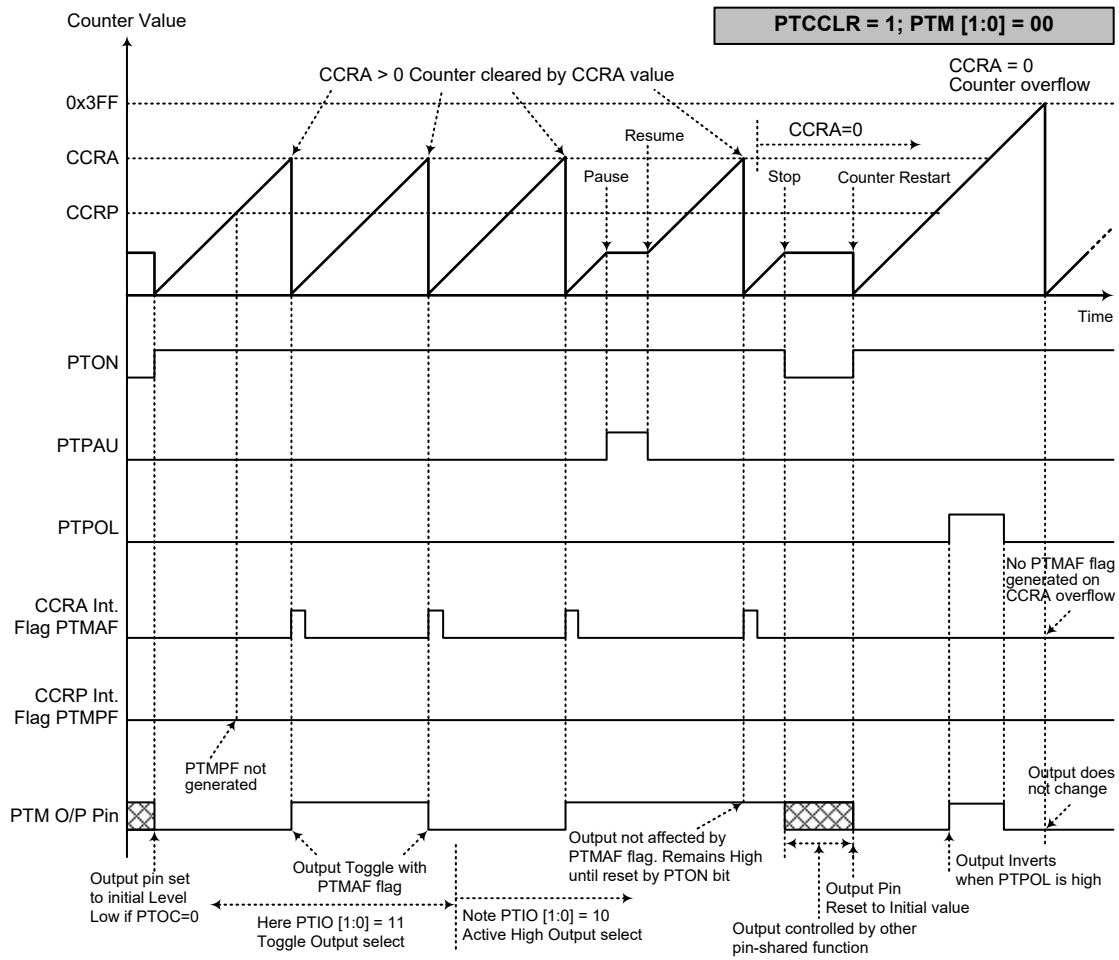 Counter Value
PTCCLR = 1; PTM [1:0] = 00
CCRA > 0 Counter cleared by CCRA value
CCRA = 0
Counter overflow
0x3FF
CCRA
CCRP
Resume
CCRA=0
Pause
Stop
Counter Restart
Time
PTON
PTPAU
PTPOL
No PTMAF flag
generated on
CCRA overflow
CCRA Int.
Flag PTMAF
CCRP Int.
Flag PTMPF
PTMPF not
generated
Output does
not change
PTM O/P Pin
Output pin set
to initial Level
Low if PTOC=0
Output Toggle with
PTMAF flag
Output not affected by
PTMAF flag. Remains High
until reset by PTON bit
Output Inverts
when PTPOL is high
Output Pin
Reset to Initial value
Here PTIO [1:0] = 11
Toggle Output select
Note PTIO [1:0] = 10
Active High Output select
Output controlled by other
pin-shared function